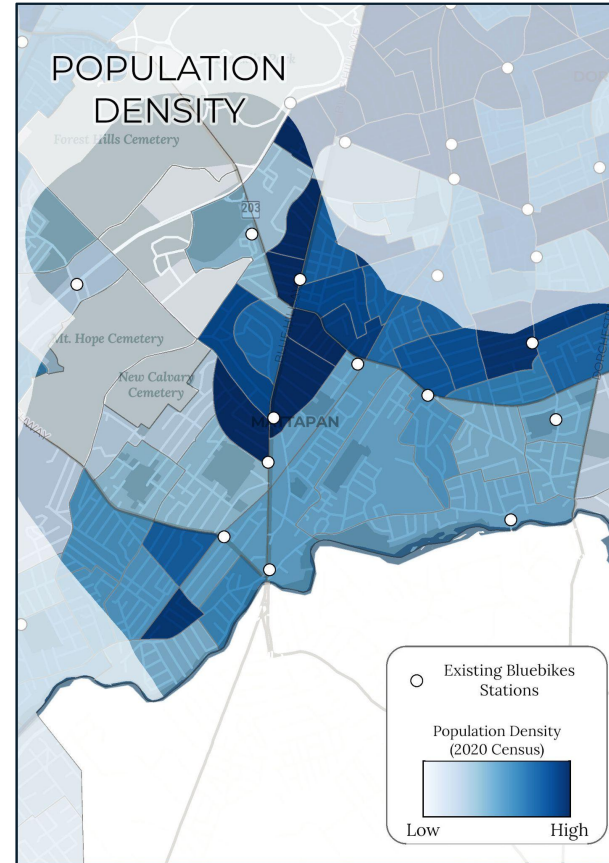 POPULATION
DENSITY
Forest Hills Cemetery
203
Mt. Hope Cemetery
New Calvary
Cemetery
MATTAPAN
Existing Bluebikes
Stations
Population Density
(2020 Census)
Low
High